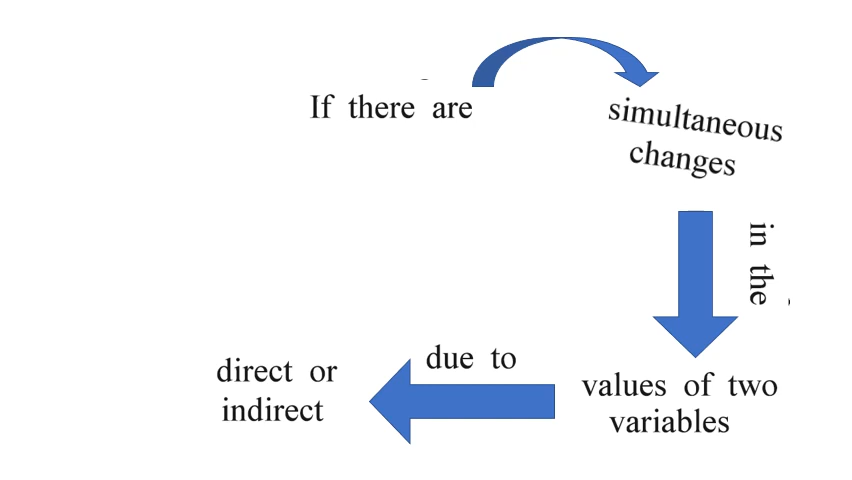 If there are
simultaneous
changes
in the
values of two
variables
due to
direct or
indirect